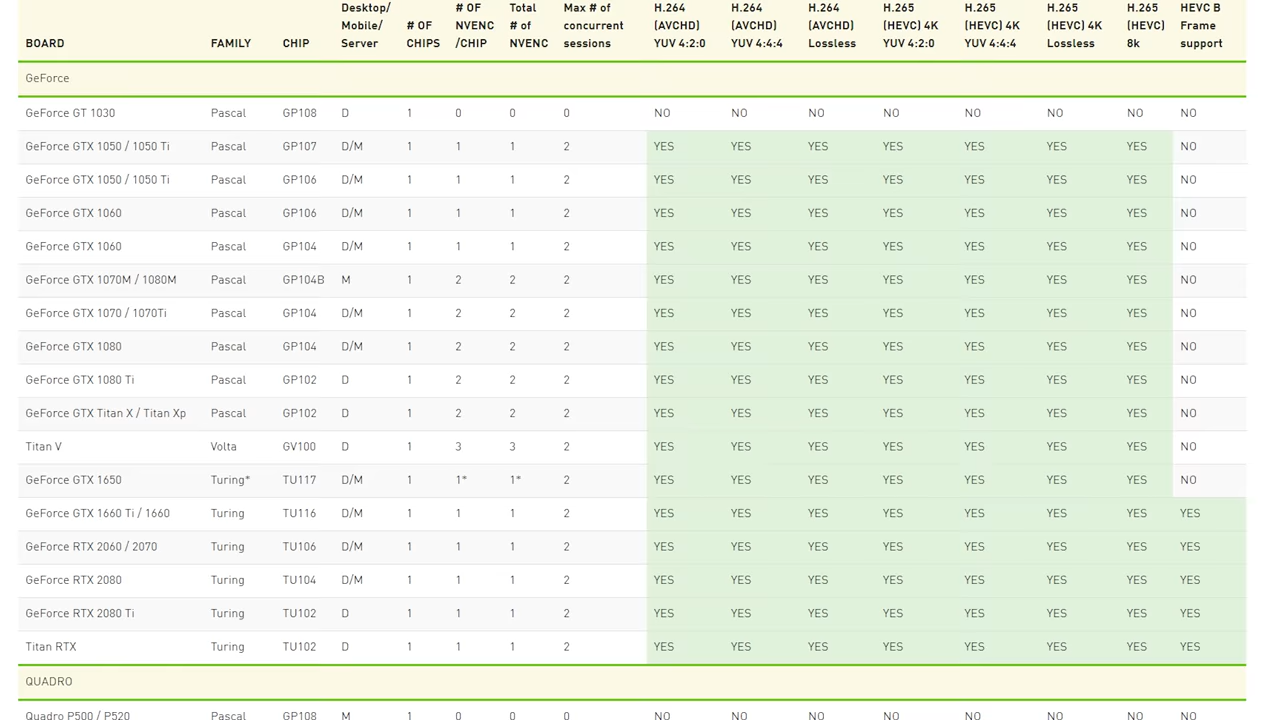 BOARD FAMILY CHIP Desktop/ Mobile/ Server # OF CHIPS # OF NVENC /CHIP Total # of NVENC Max # of concurrent sessions H.264 (AVCHD) YUV 4:2:0 H.264 (AVCHD) YUV 4:4:4 H.264 (AVCHD) Lossless H.265 (HEVC) 4K YUV 4:2:0 H.265 (HEVC) 4K YUV 4:4:4 H.265 (HEVC) 4K Lossless H.265 (HEVC) 8k HEVC B Frame support
GeForce
GeForce GT 1030 Pascal GP108 D 1 0 0 0 NO NO NO NO NO NO NO NO
GeForce GTX 1050 / 1050 Ti Pascal GP107 D/M 1 1 1 2 YES YES YES YES YES YES YES NO
GeForce GTX 1050 / 1050 Ti Pascal GP106 D/M 1 1 1 2 YES YES YES YES YES YES YES NO
GeForce GTX 1060 Pascal GP106 D/M 1 1 1 2 YES YES YES YES YES YES YES NO
GeForce GTX 1060 Pascal GP104 D/M 1 1 1 2 YES YES YES YES YES YES YES NO
GeForce GTX 1070M / 1080M Pascal GP104B M 1 2 2 2 YES YES YES YES YES YES YES NO
GeForce GTX 1070 / 1070Ti Pascal GP104 D/M 1 2 2 2 YES YES YES YES YES YES YES NO
GeForce GTX 1080 Pascal GP104 D/M 1 2 2 2 YES YES YES YES YES YES YES NO
GeForce GTX 1080 Ti Pascal GP102 D 1 2 2 2 YES YES YES YES YES YES YES NO
GeForce GTX Titan X / Titan Xp Pascal GP102 D 1 2 2 2 YES YES YES YES YES YES YES NO
Titan V Volta GV100 D 1 3 3 2 YES YES YES YES YES YES YES NO
GeForce GTX 1650 Turing* TU117 D/M 1 1* 1* 2 YES YES YES YES YES YES YES NO
GeForce GTX 1660 Ti / 1660 Turing TU116 D/M 1 1 1 2 YES YES YES YES YES YES YES YES
GeForce RTX 2060 / 2070 Turing TU106 D/M 1 1 1 2 YES YES YES YES YES YES YES YES
GeForce RTX 2080 Turing TU104 D/M 1 1 1 2 YES YES YES YES YES YES YES YES
GeForce RTX 2080 Ti Turing TU102 D 1 1 1 2 YES YES YES YES YES YES YES YES
Titan RTX Turing TU102 D 1 1 1 2 YES YES YES YES YES YES YES YES
QUADRO
Quadro P500 / P520 Pascal GP108 M 1 0 0 0 NO NO NO NO NO NO NO NO